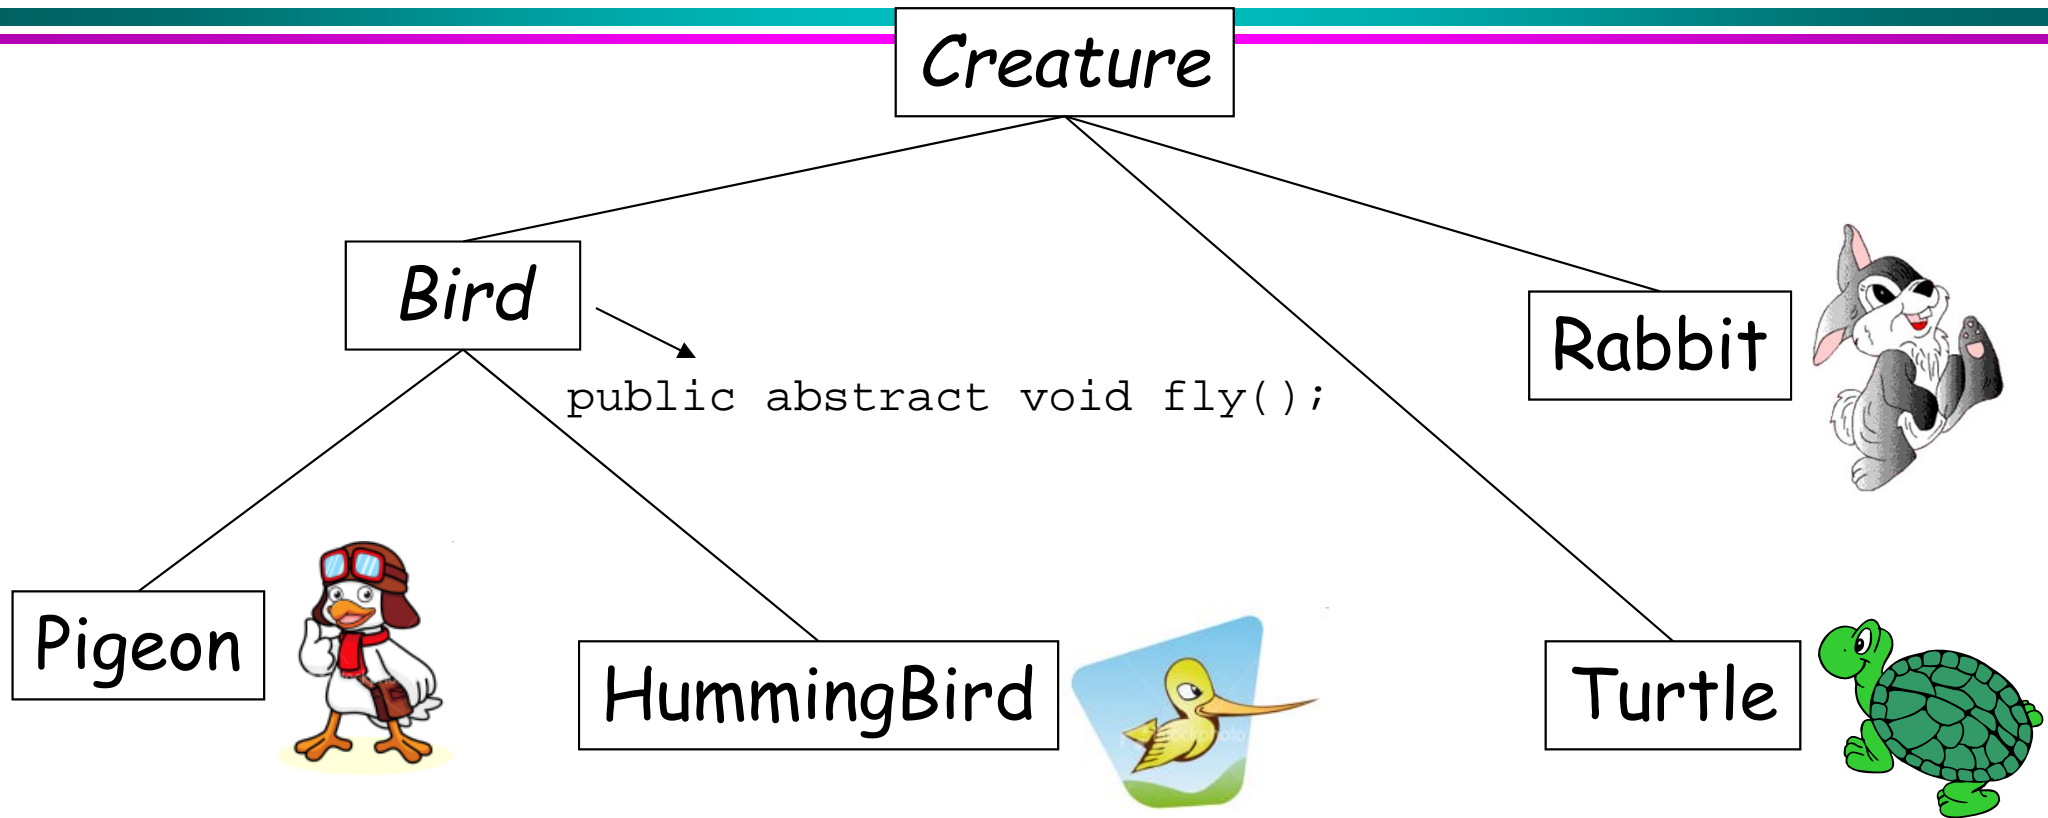 Creature
Bird
Rabbit
public abstract void fly();
Pigeon
HummingBird
Turtle